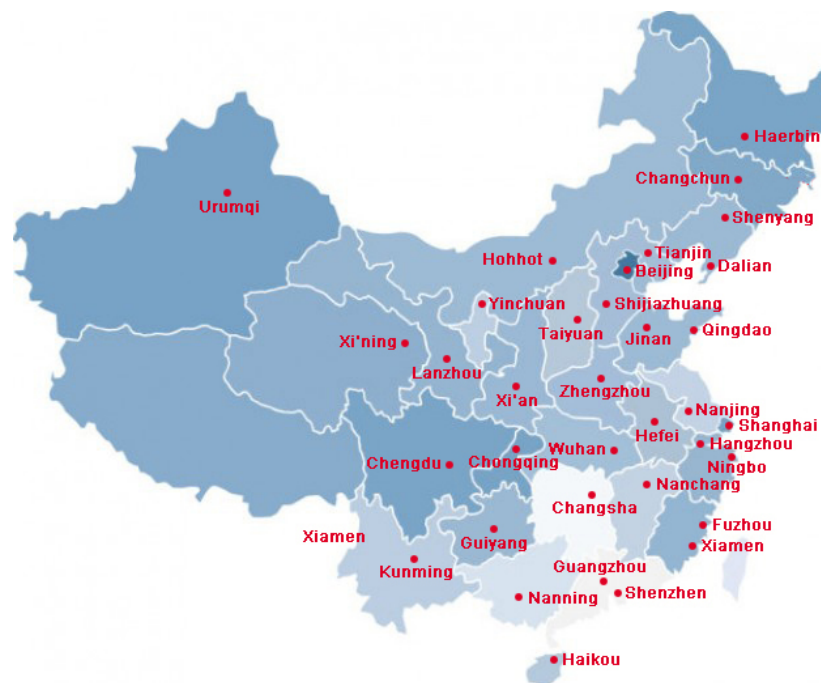 Haerbin
Changchun
Urumqi
Shenyang
Tianjin
Hohhot
Dalian
Beijing
Yinchuan
Shijiazhuang
Qingdao
Taiyuan
Jinan
Xi'ning
Lanzhou
Zhengzhou
Xi'an
Nanjing
Shanghai
Hefei
Hangzhou
Wuhan
Chengdu
Chongqing
Ningbo
Nanchang
Changsha
Fuzhou
Xiamen
Guiyang
Xiamen
Guangzhou
Kunming
Shenzhen
Nanning
Haikou